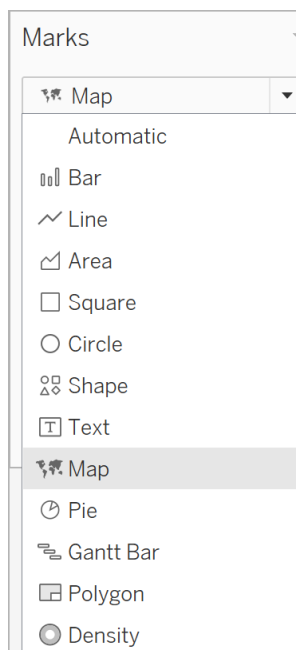 Marks
Map
Automatic
Bar
Line
Area
Square
Circle
Shape
T Text
Map
Pie
Gantt Bar
Polygon
Density